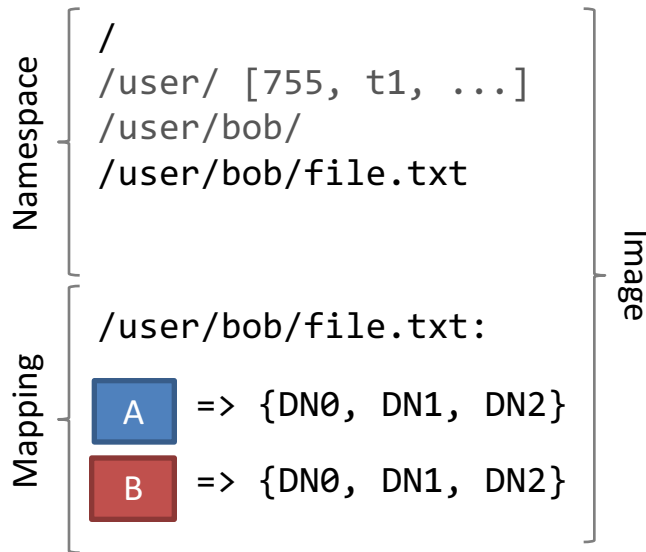 Namespace
/
/user/ [755, t1, ...]
/user/bob/
/user/bob/file.txt
Image
Mapping
/user/bob/file.txt:
A => {DN0, DN1, DN2}
B => {DN0, DN1, DN2}